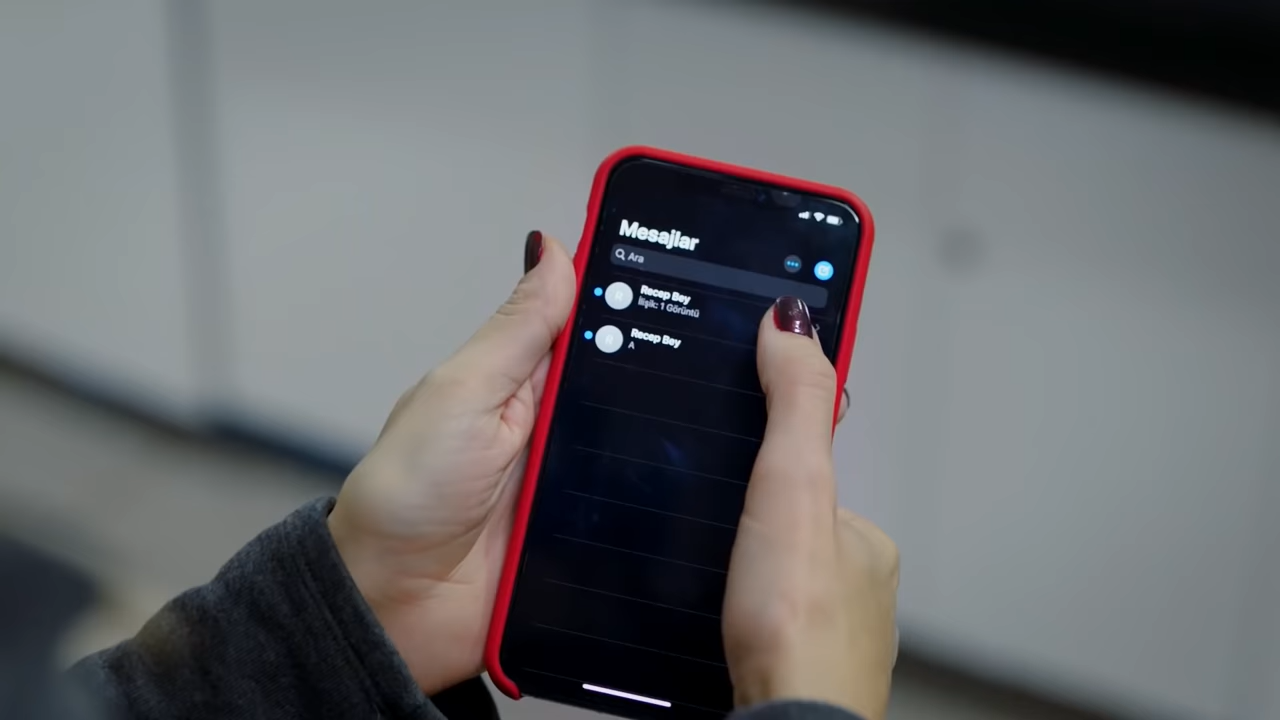 Mesajlar
Ara
R
Recep Bey
İlişik: 1 Görüntü
R
Recep Bey
A